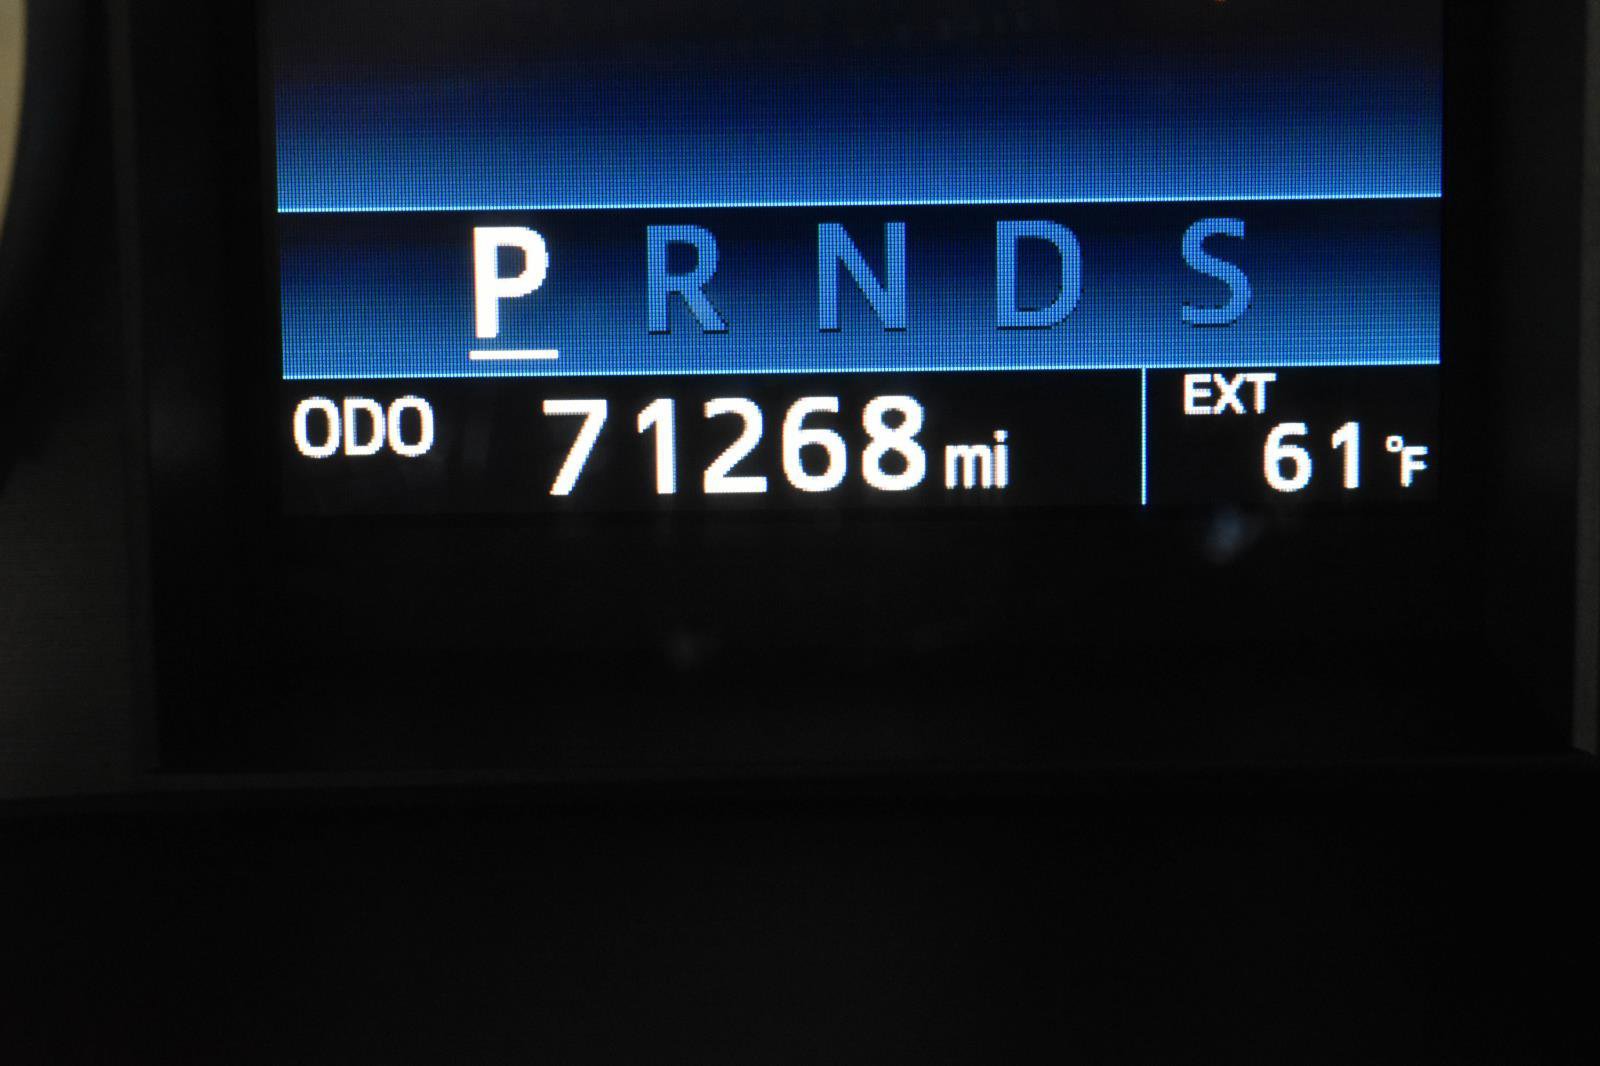 P R N D S
ODO 71268 mi
EXT
61 °F